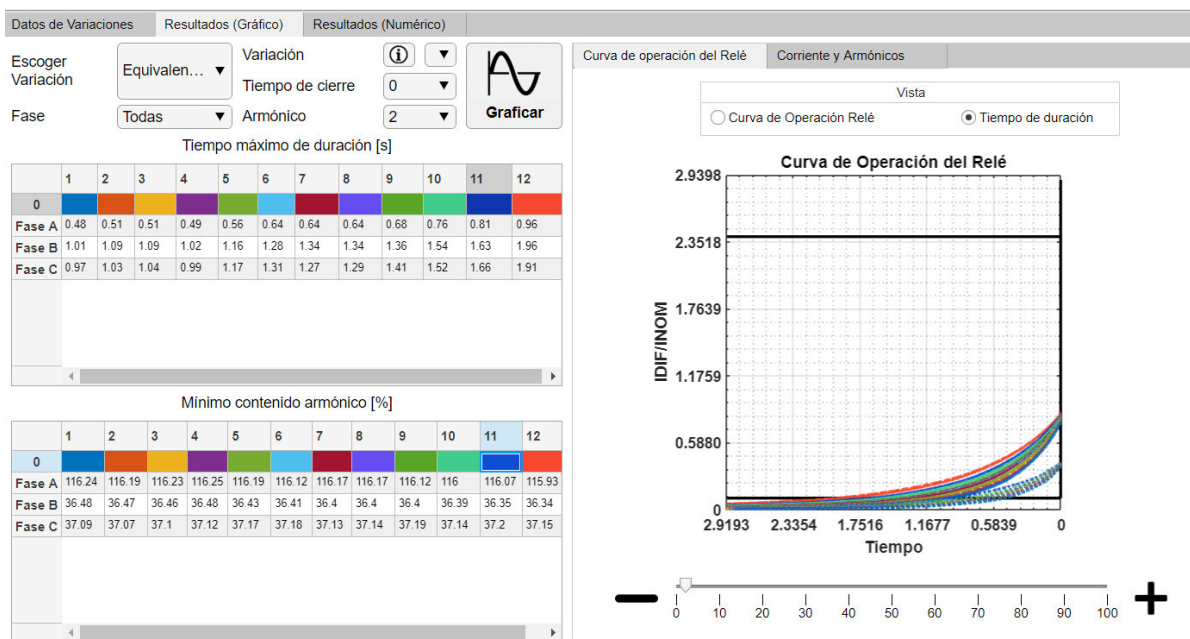 Datos de Variaciones Resultados (Gráfico) Resultados (Numérico)
Escoger Variación Equivalen... Variación
Tiempo de cierre 0
Fase Todas Armónico 2
Graficar
Tiempo máximo de duración [s]
1 2 3 4 5 6 7 8 9 10 11 12
0
Fase A 0.48 0.51 0.51 0.49 0.56 0.64 0.64 0.64 0.68 0.76 0.81 0.96
Fase B 1.01 1.09 1.09 1.02 1.16 1.28 1.34 1.34 1.36 1.54 1.63 1.96
Fase C 0.97 1.03 1.04 0.99 1.17 1.31 1.27 1.29 1.41 1.52 1.66 1.91
Mínimo contenido armónico [%]
1 2 3 4 5 6 7 8 9 10 11 12
0
Fase A 116.24 116.19 116.23 116.25 116.19 116.12 116.17 116.17 116.12 116 116.07 115.93
Fase B 36.48 36.47 36.46 36.48 36.43 36.41 36.4 36.4 36.4 36.39 36.35 36.34
Fase C 37.09 37.07 37.1 37.12 37.17 37.18 37.13 37.14 37.19 37.14 37.2 37.15
Curva de operación del Relé Corriente y Armónicos
Vista
Curva de Operación Relé Tiempo de duración
Curva de Operación del Relé
2.9398
2.3518
1.7639
1.1759
0.5880
0
IDIF/INOM
2.9193 2.3354 1.7516 1.1677 0.5839 0
Tiempo
0 10 20 30 40 50 60 70 80 90 100